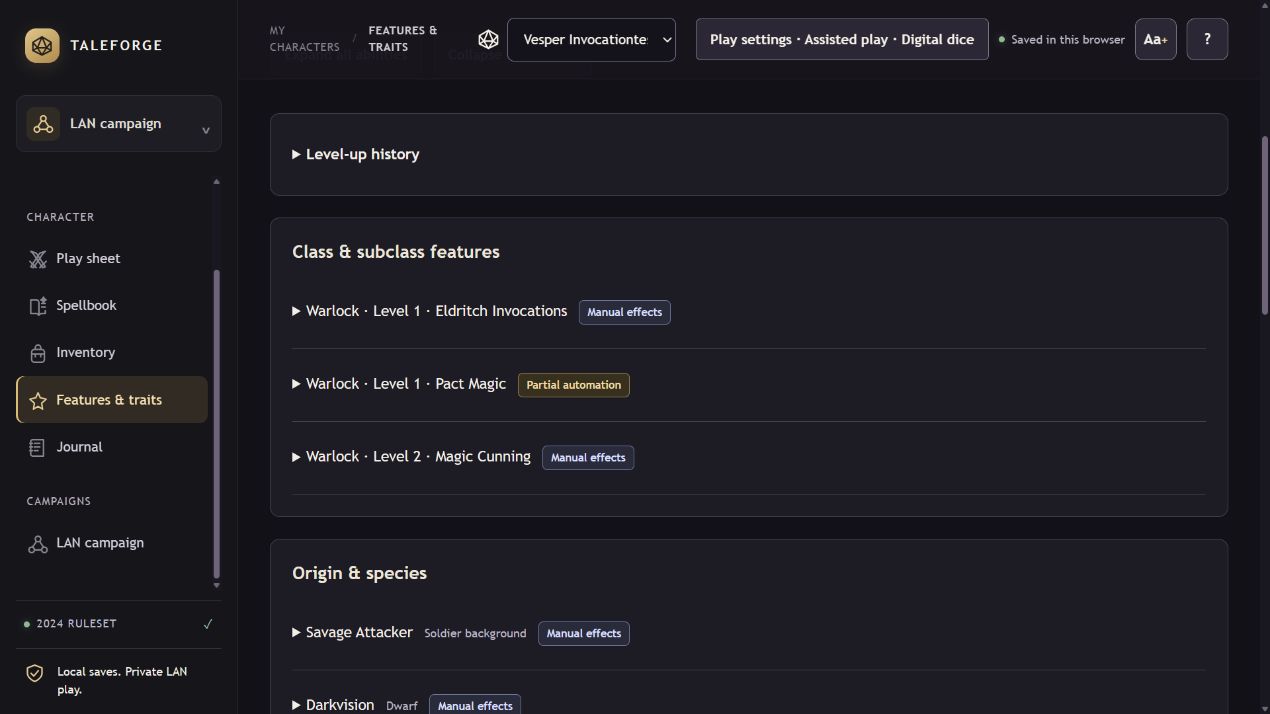 TALEFORGE
LAN campaign
CHARACTER
Play sheet
Spellbook
Inventory
Features & traits
Journal
CAMPAIGNS
LAN campaign
2024 RULESET
Local saves. Private LAN
play.
MY
CHARACTERS
/
FEATURES &
TRAITS
Vesper Invocationte
Play settings · Assisted play · Digital dice
Saved in this browser
Aa+
?
Expand all abilities
Collapse
Level-up history
Class & subclass features
Warlock · Level 1 · Eldritch Invocations Manual effects
Warlock · Level 1 · Pact Magic Partial automation
Warlock · Level 2 · Magic Cunning Manual effects
Origin & species
Savage Attacker Soldier background Manual effects
Darkvision Dwarf Manual effects